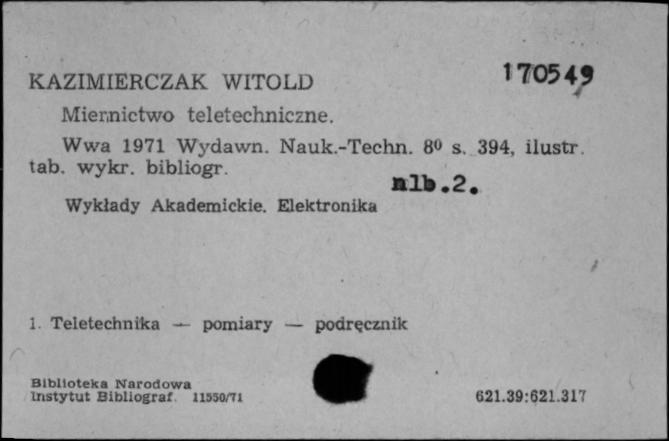 170549
KAZIMIERCZAK WITOLD
Miernictwo teletechniczne.
Wwa 1971 Wydawn. Nauk.-Techn. 8⁰ s. 394, ilustr.
tab. wykr. bibliogr.
nlb.2.
Wykłady Akademickie. Elektronika
1. Teletechnika — pomiary — podręcznik
Biblioteka Narodowa
Instytut Bibliograf. 11550/71
621.39:621.317